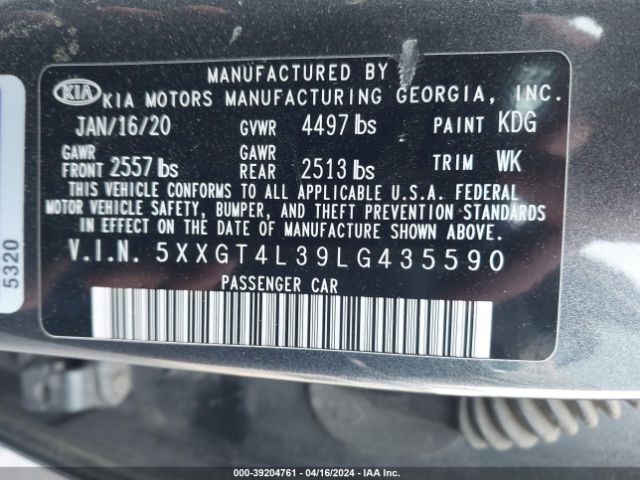 MANUFACTURED BY
KIA KIA MOTORS MANUFACTURING GEORGIA, INC.
JAN/16/20 GVWR 4497 lbs PAINT KDG
GAWR FRONT 2557 lbs GAWR REAR 2513 lbs TRIM WK
THIS VEHICLE CONFORMS TO ALL APPLICABLE U.S.A. FEDERAL
MOTOR VEHICLE SAFETY, BUMPER, AND THEFT PREVENTION STANDARDS
IN EFFECT ON THE DATE OF MANUFACTURE SHOWN ABOVE.
V.I.N. 5XXGT4L39LG435590
PASSENGER CAR
5320
OWNER - 39204761 - 04/16/2024 - IAA Inc.